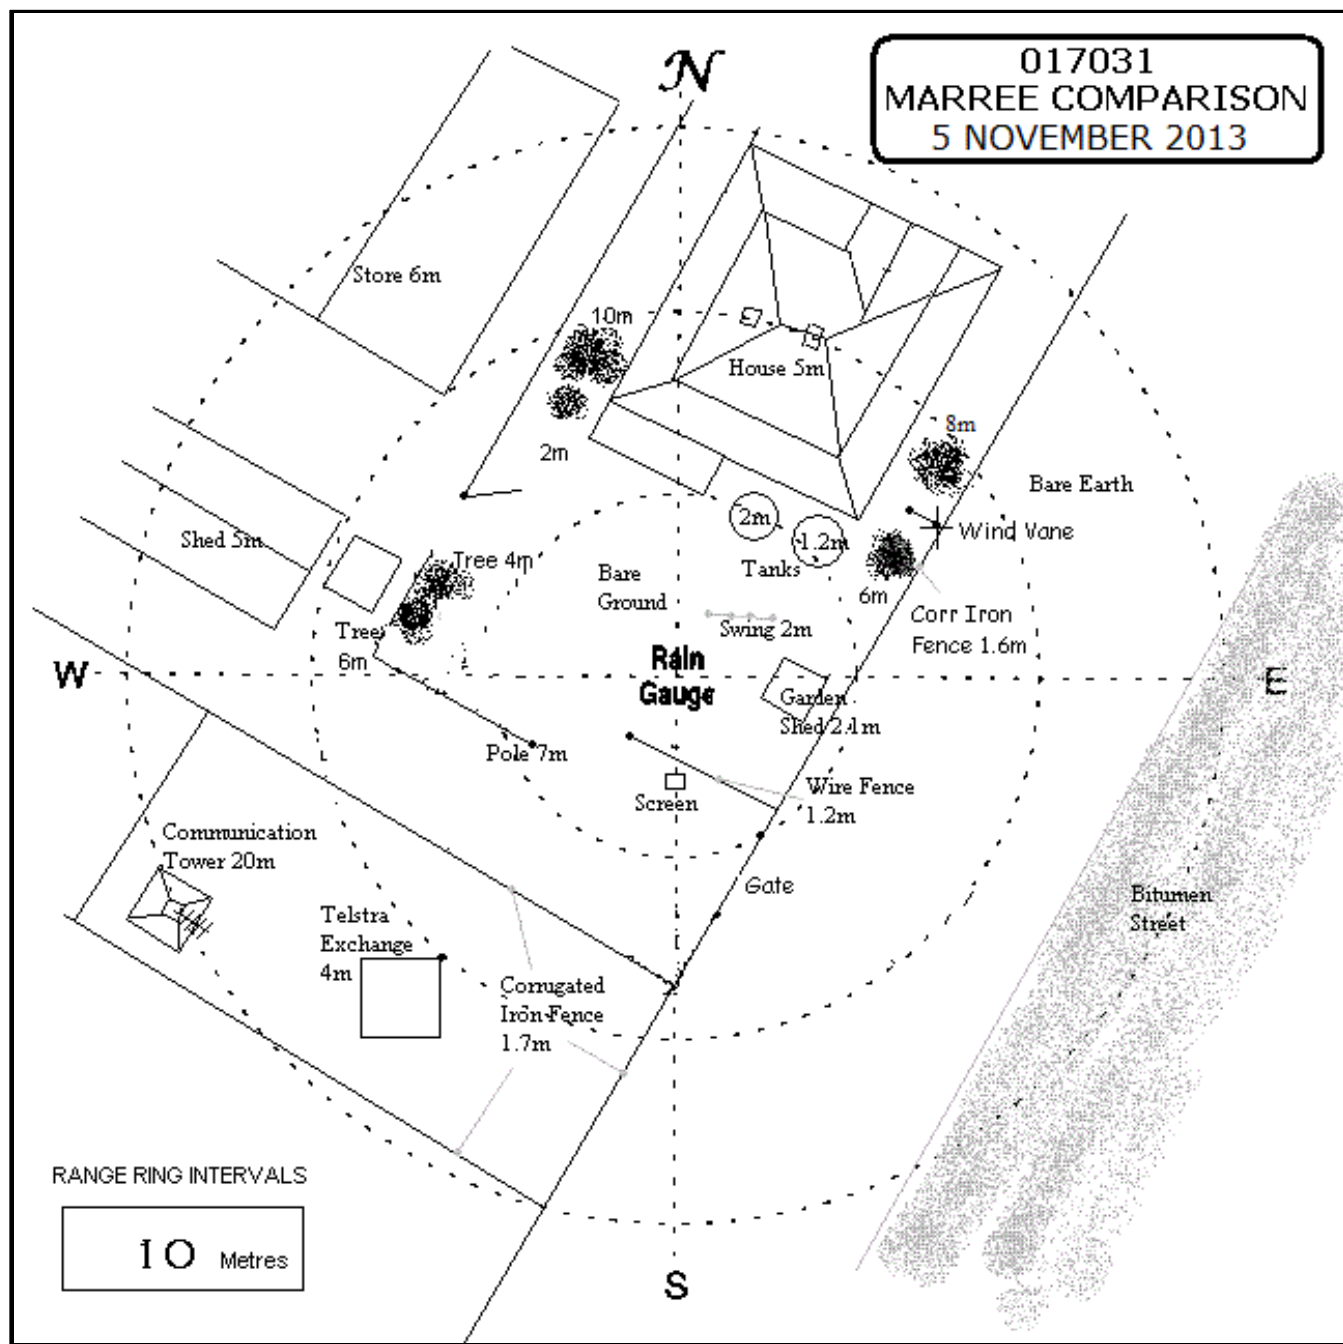 N
017031
MARREE COMPARISON
5 NOVEMBER 2013
Store 6m
10m
House 5m
2m
8m
Bare Earth
Shed 5m
2m
1.2m
Wind Vane
Tree 4m
Bare
Ground
Tanks
6m
Corr Iron
Fence 1.6m
Swing 2m
Tree
6m
W
Rain
Gauge
E
Garden
Shed 2.1m
Pole 7m
Screen
Wire Fence
1.2m
Communication
Tower 20m
Gate
Bitumen
Street
Telstra
Exchange
4m
Corrugated
Iron Fence
1.7m
RANGE RING INTERVALS
10 Metres
S